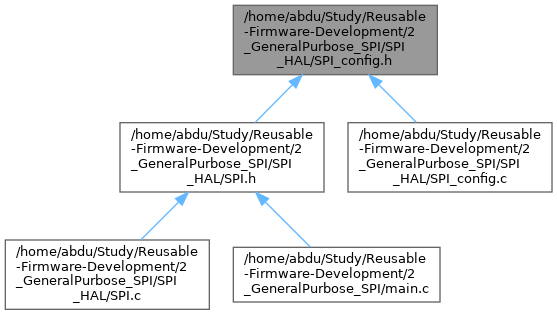 /home/abdu/Study/Reusable
-Firmware-Development/2
_GeneralPurbose_SPI/SPI
_HAL/SPI_config.h
/home/abdu/Study/Reusable
-Firmware-Development/2
_GeneralPurbose_SPI/SPI
_HAL/SPI.h
/home/abdu/Study/Reusable
-Firmware-Development/2
_GeneralPurbose_SPI/SPI
_HAL/SPI_config.c
/home/abdu/Study/Reusable
-Firmware-Development/2
_GeneralPurbose_SPI/SPI
_HAL/SPI.c
/home/abdu/Study/Reusable
-Firmware-Development/2
_GeneralPurbose_SPI/main.c